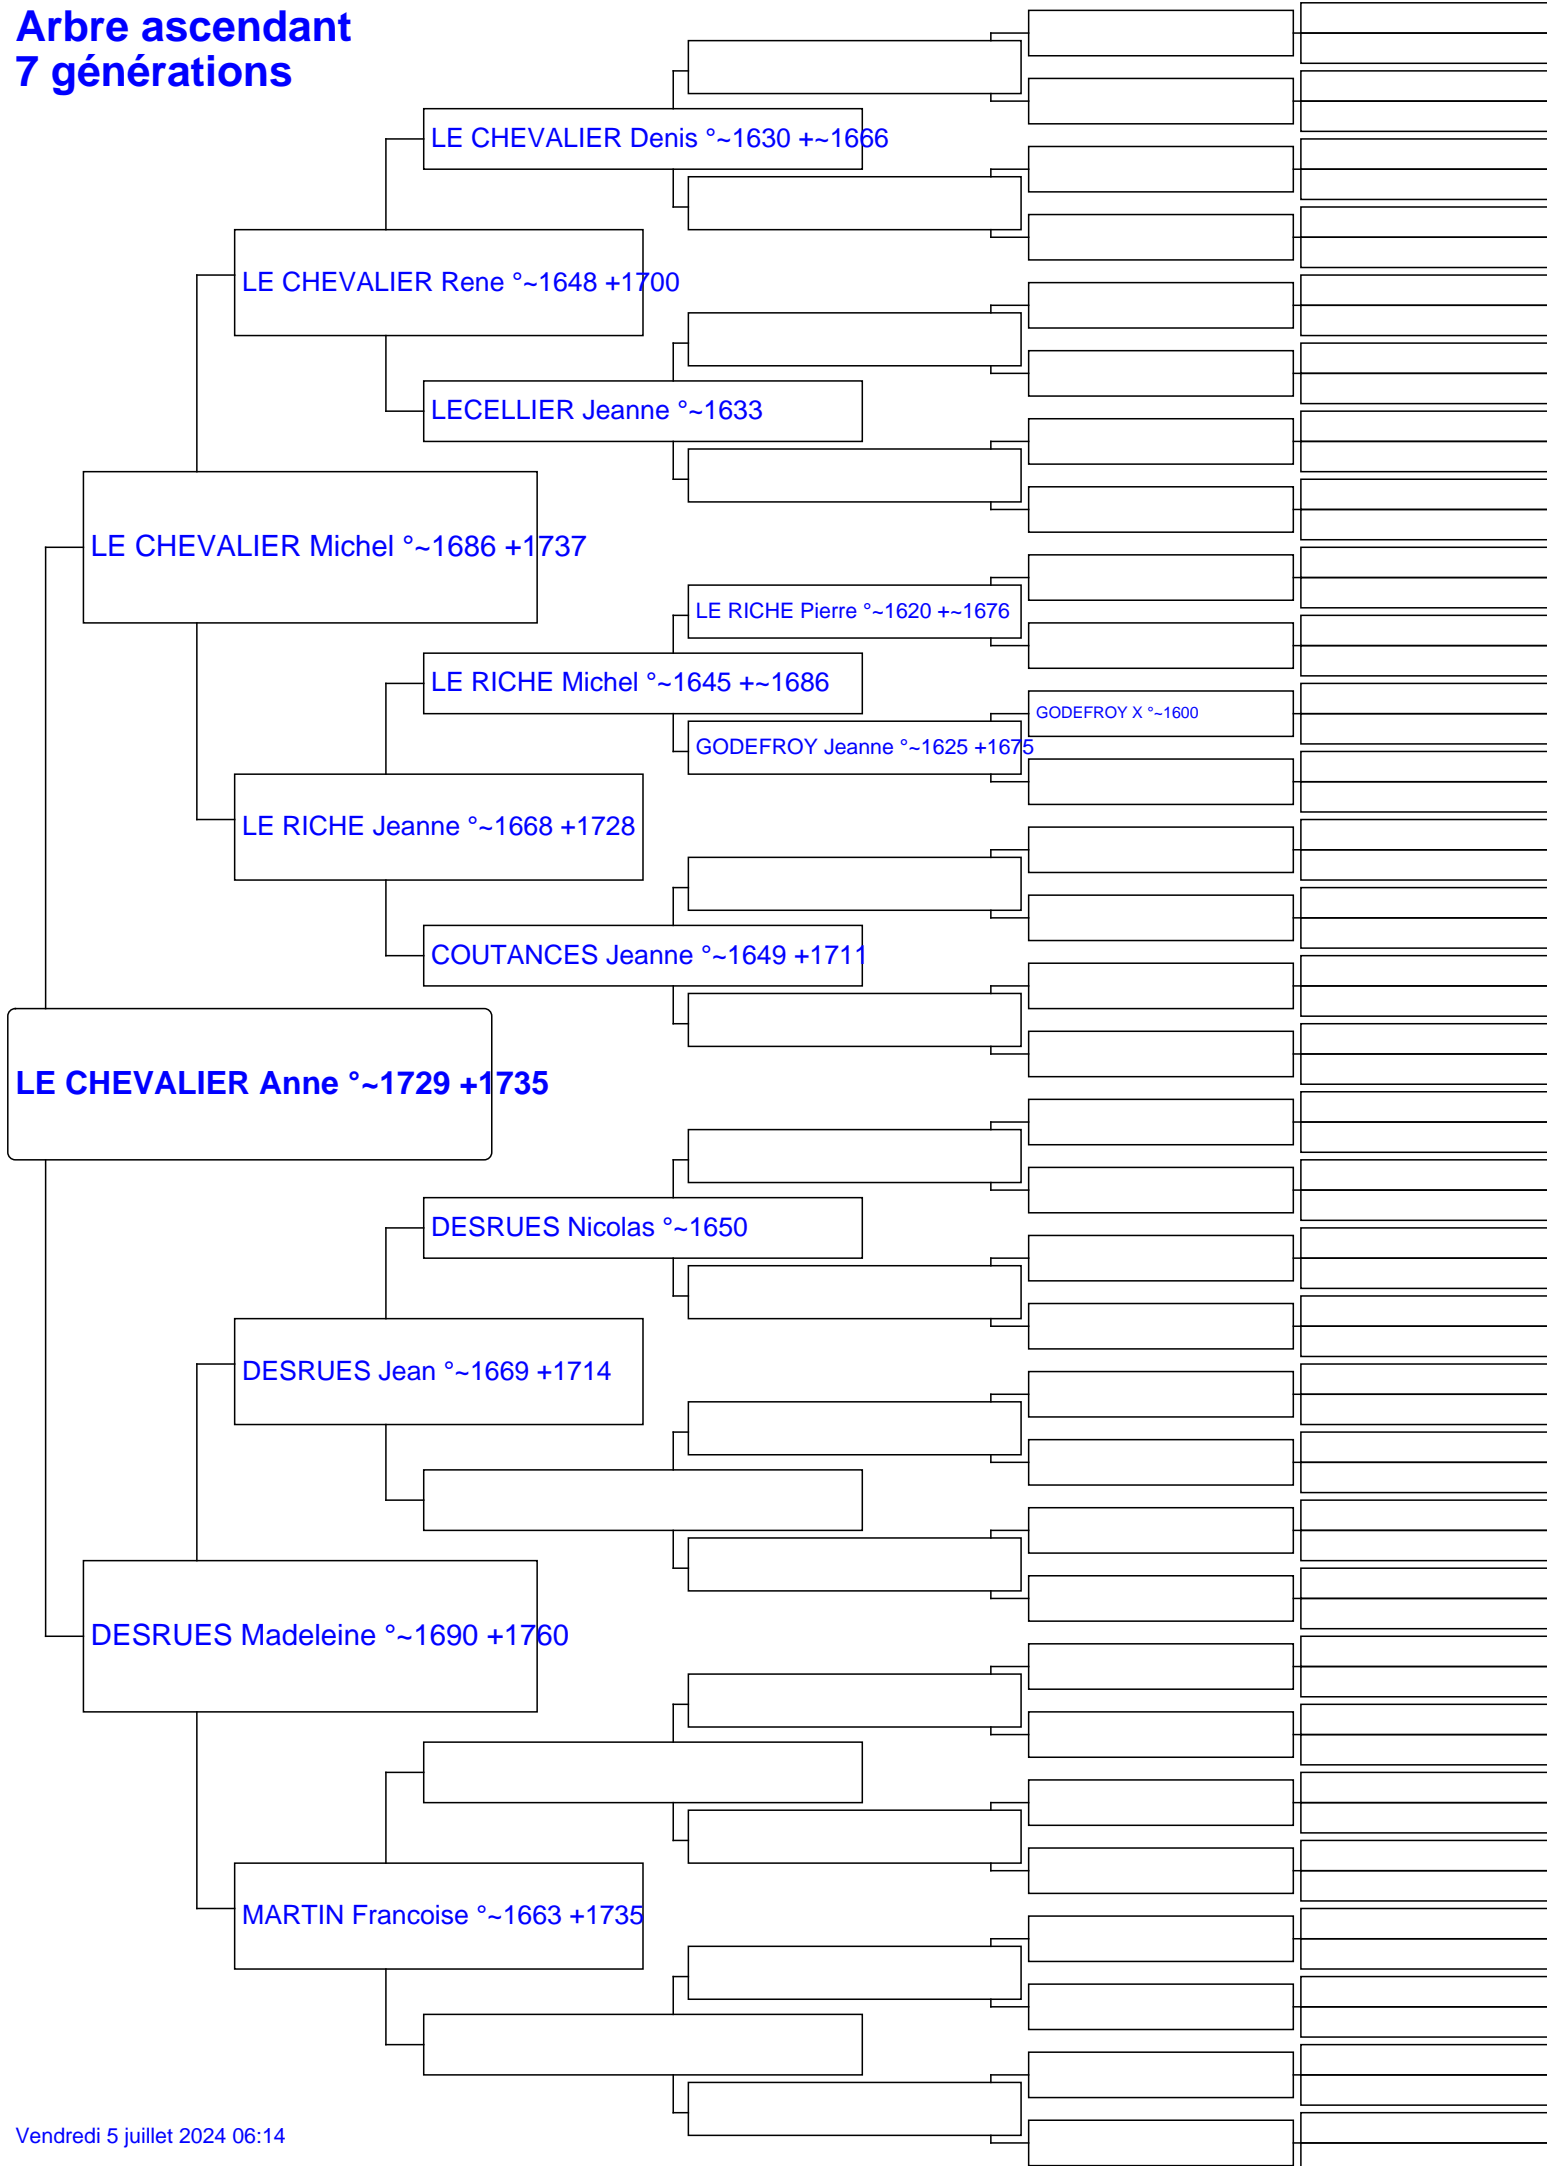 Arbre ascendant
7 générations
LE CHEVALIER Denis °~1630 +~1666
LE CHEVALIER Rene °~1648 +1700
LECELLIER Jeanne °~1633
LE CHEVALIER Michel °~1686 +1737
LE RICHE Pierre °~1620 +~1676
LE RICHE Michel °~1645 +~1686
GODEFROY X °~1600
GODEFROY Jeanne °~1625 +1675
LE RICHE Jeanne °~1668 +1728
COUTANCES Jeanne °~1649 +1711
LE CHEVALIER Anne °~1729 +1735
DESRUES Nicolas °~1650
DESRUES Jean °~1669 +1714
DESRUES Madeleine °~1690 +1760
MARTIN Francoise °~1663 +1735
Vendredi 5 juillet 2024 06:14